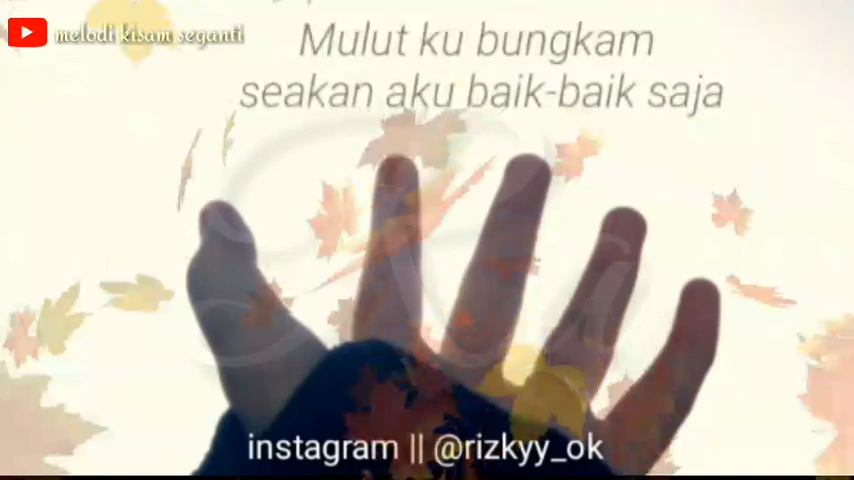 melodi kisam seganti
Mulut ku bungkam
seakan aku baik-baik saja
instagram || @rizkyy_ok